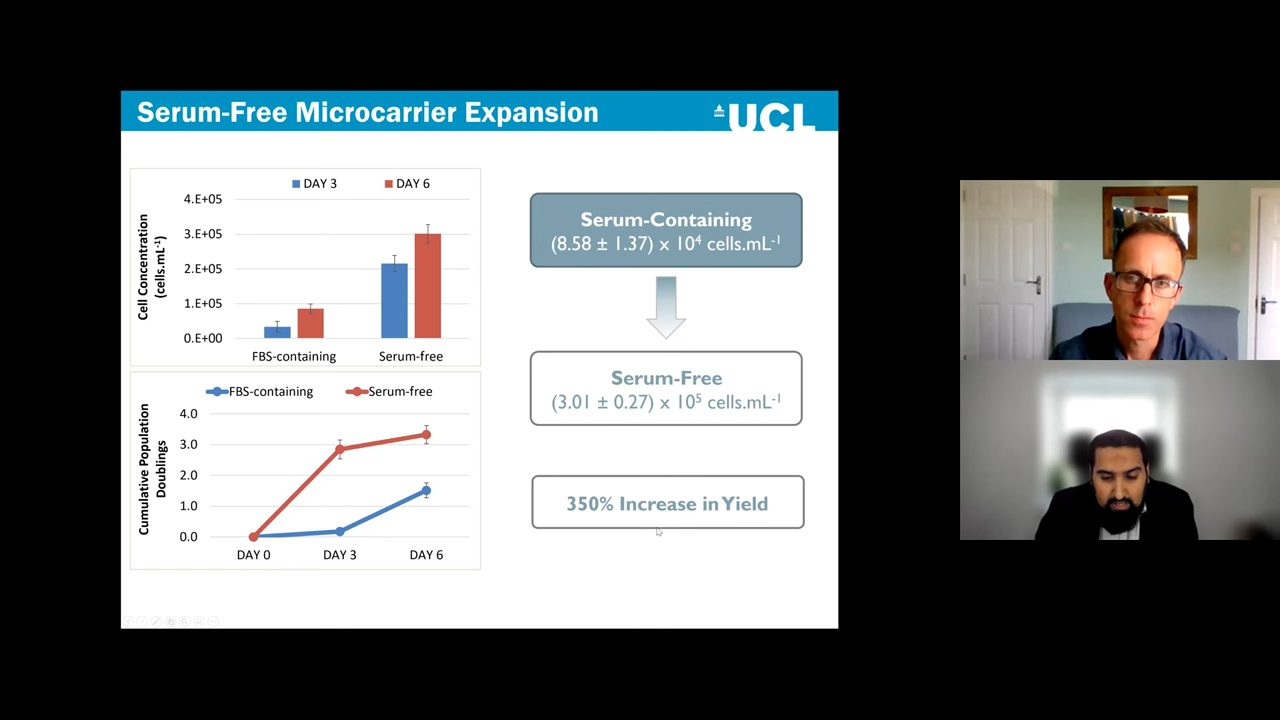 Serum-Free Microcarrier Expansion
UCL
DAY 3
DAY 6
Cell Concentration
(cells.mL⁻¹)
4.E+05
3.E+05
2.E+05
1.E+05
0.E+00
FBS-containing
Serum-free
FBS-containing
Serum-free
Cumulative Population
Doublings
4.0
3.0
2.0
1.0
0.0
DAY 0
DAY 3
DAY 6
Serum-Containing
(8.58 ± 1.37) x 10⁴ cells.mL⁻¹
Serum-Free
(3.01 ± 0.27) x 10⁵ cells.mL⁻¹
350% Increase in Yield